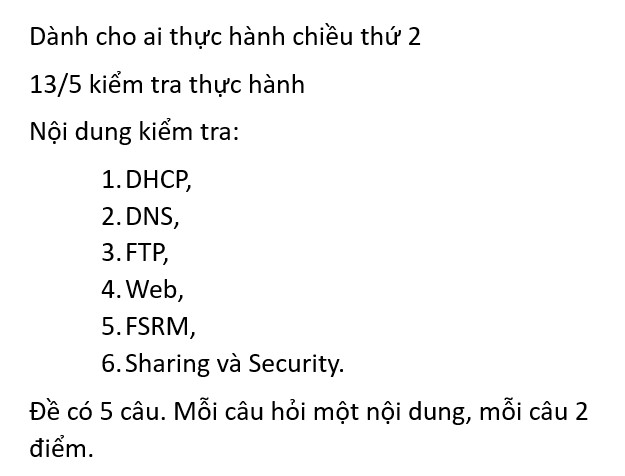 Dành cho ai thực hành chiều thứ 2
13/5 kiểm tra thực hành
Nội dung kiểm tra:
1. DHCP,
2. DNS,
3. FTP,
4. Web,
5. FSRM,
6. Sharing và Security.
Đề có 5 câu. Mỗi câu hỏi một nội dung, mỗi câu 2
điểm.